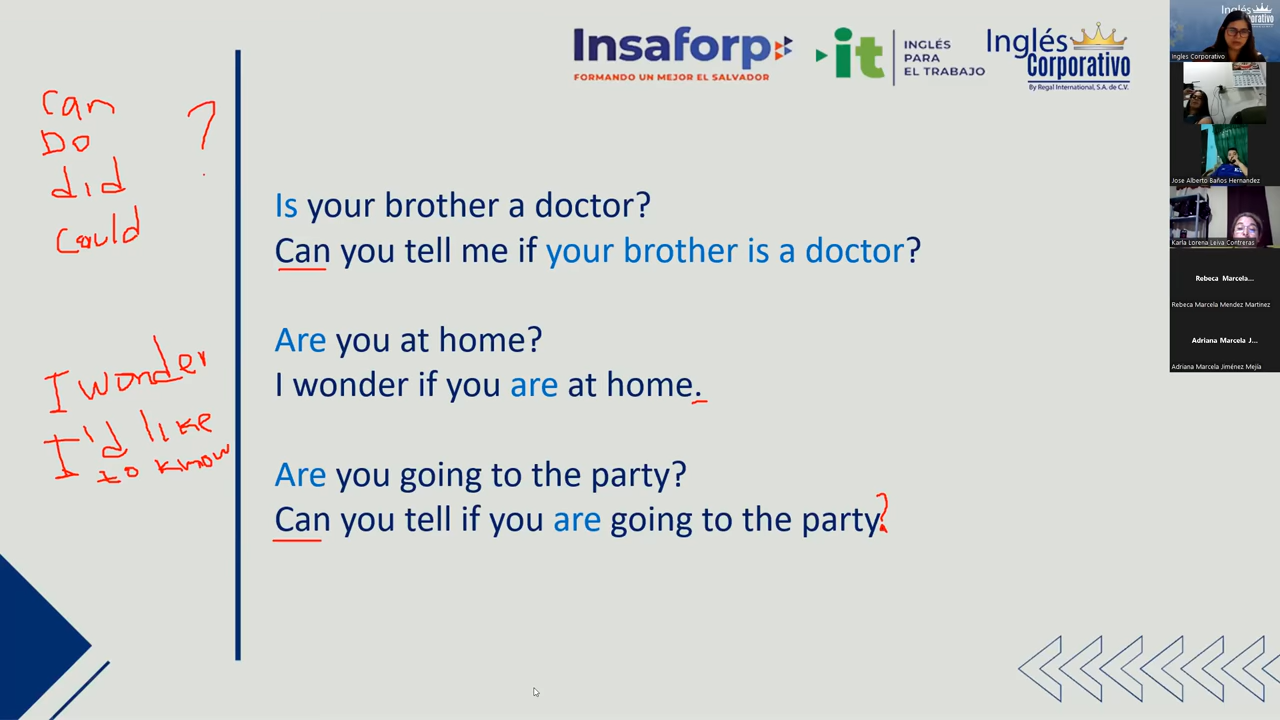 Insaforp
FORMANDO UN MEJOR EL SALVADOR
it
INGLÉS
PARA
EL TRABAJO
Inglés
Corporativo
By Regal International, S.A. de C.V.
can
Do
did
could
?
I wonder
I'd like
to know
Is your brother a doctor?
Can you tell me if your brother is a doctor?
Are you at home?
I wonder if you are at home.
Are you going to the party?
Can you tell if you are going to the party?
Inglés
Corporativo
Ingles Corporativo
Jose Alberto Baños Hernandez
Karla Lorena Leiva Contreras
Rebeca Marcela...
Rebeca Marcela Mendez Martinez
Adriana Marcela J...
Adriana Marcela Jiménez Mejía